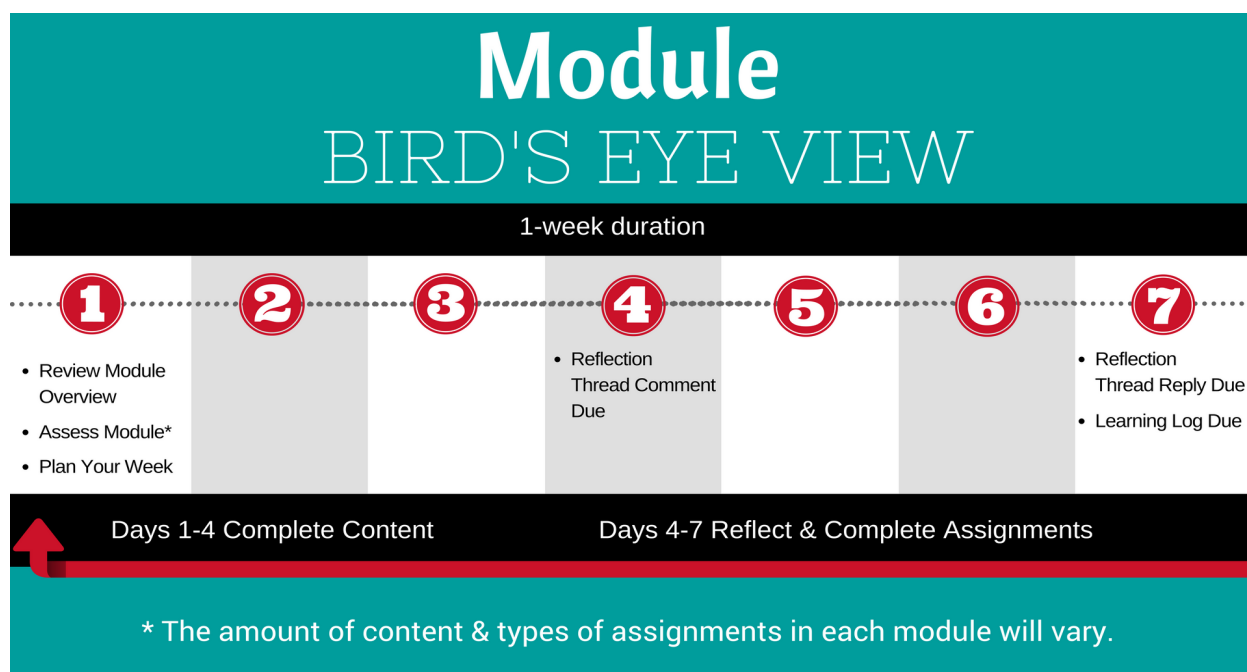 Module
BIRD'S EYE VIEW
1-week duration
1
2
3
4
5
6
7
• Review Module
Overview
• Assess Module*
• Plan Your Week
• Reflection
Thread Comment
Due
• Reflection
Thread Reply Due
• Learning Log Due
Days 1-4 Complete Content
Days 4-7 Reflect & Complete Assignments
* The amount of content & types of assignments in each module will vary.